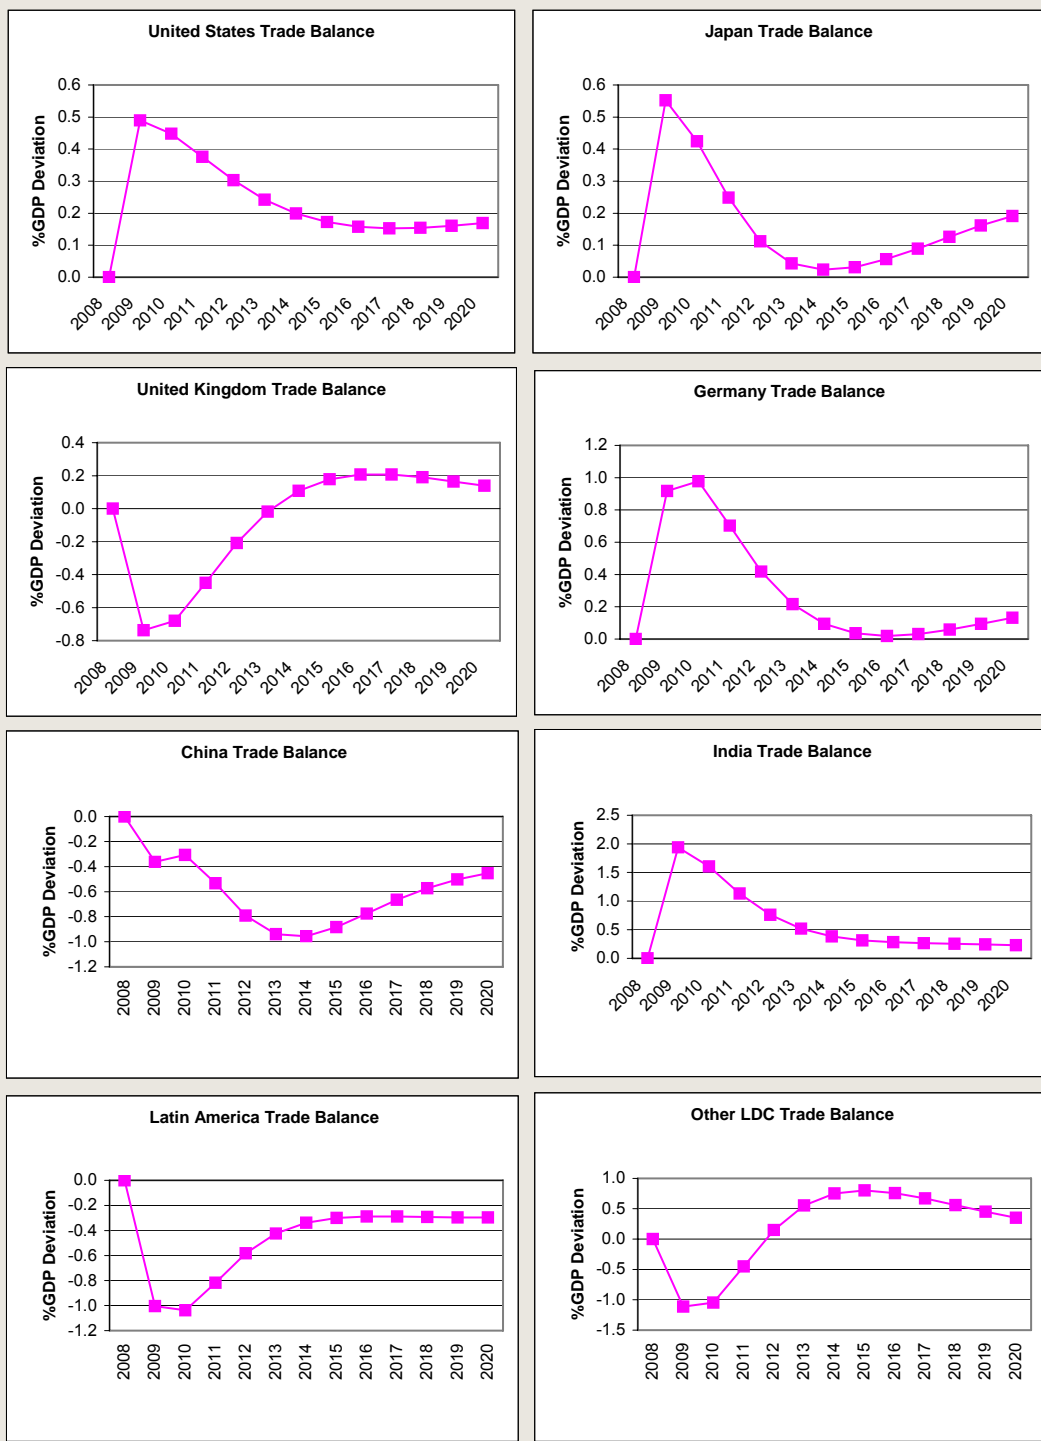 United States Trade Balance
%GDP Deviation
0.6
0.5
0.4
0.3
0.2
0.1
0.0
2008 2009 2010 2011 2012 2013 2014 2015 2016 2017 2018 2019 2020
Japan Trade Balance
%GDP Deviation
0.6
0.5
0.4
0.3
0.2
0.1
0.0
2008 2009 2010 2011 2012 2013 2014 2015 2016 2017 2018 2019 2020
United Kingdom Trade Balance
%GDP Deviation
0.4
0.2
0.0
-0.2
-0.4
-0.6
-0.8
2008 2009 2010 2011 2012 2013 2014 2015 2016 2017 2018 2019 2020
Germany Trade Balance
%GDP Deviation
1.2
1.0
0.8
0.6
0.4
0.2
0.0
2008 2009 2010 2011 2012 2013 2014 2015 2016 2017 2018 2019 2020
China Trade Balance
%GDP Deviation
0.0
-0.2
-0.4
-0.6
-0.8
-1.0
-1.2
2008 2009 2010 2011 2012 2013 2014 2015 2016 2017 2018 2019 2020
India Trade Balance
%GDP Deviation
2.5
2.0
1.5
1.0
0.5
0.0
2008 2009 2010 2011 2012 2013 2014 2015 2016 2017 2018 2019 2020
Latin America Trade Balance
%GDP Deviation
0.0
-0.2
-0.4
-0.6
-0.8
-1.0
-1.2
2008 2009 2010 2011 2012 2013 2014 2015 2016 2017 2018 2019 2020
Other LDC Trade Balance
%GDP Deviation
1.0
0.5
0.0
-0.5
-1.0
-1.5
2008 2009 2010 2011 2012 2013 2014 2015 2016 2017 2018 2019 2020